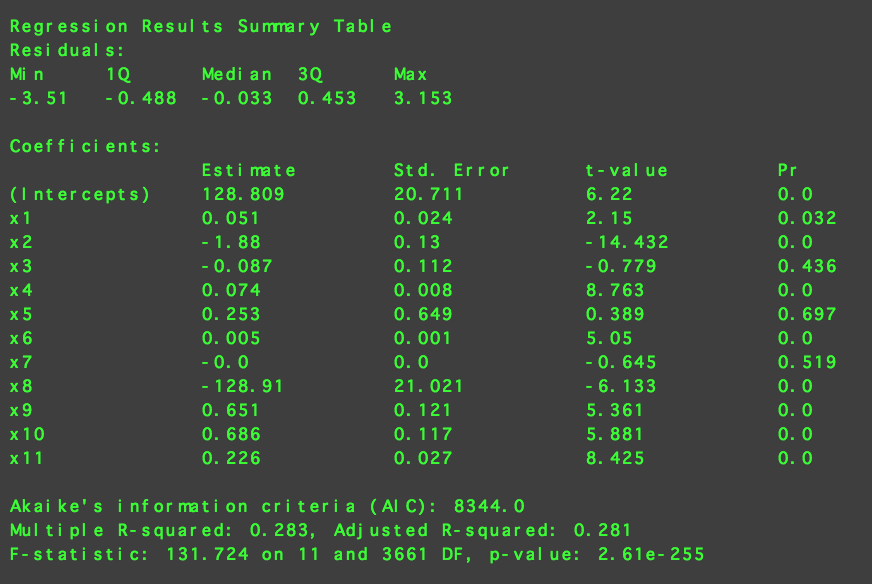 Regression Results Summary Table
Residuals:
Min 1Q Median 3Q Max
-3.51 -0.488 -0.033 0.453 3.153
Coefficients:
Estimate Std. Error t-value Pr
(Intercepts) 128.809 20.711 6.22 0.0
x1 0.051 0.024 2.15 0.032
x2 -1.88 0.13 -14.432 0.0
x3 -0.087 0.112 -0.779 0.436
x4 0.074 0.008 8.763 0.0
x5 0.253 0.649 0.389 0.697
x6 0.005 0.001 5.05 0.0
x7 -0.0 0.0 -0.645 0.519
x8 -128.91 21.021 -6.133 0.0
x9 0.651 0.121 5.361 0.0
x10 0.686 0.117 5.881 0.0
x11 0.226 0.027 8.425 0.0
Akaike's information criteria (AIC): 8344.0
Multiple R-squared: 0.283, Adjusted R-squared: 0.281
F-statistic: 131.724 on 11 and 3661 DF, p-value: 2.61e-255